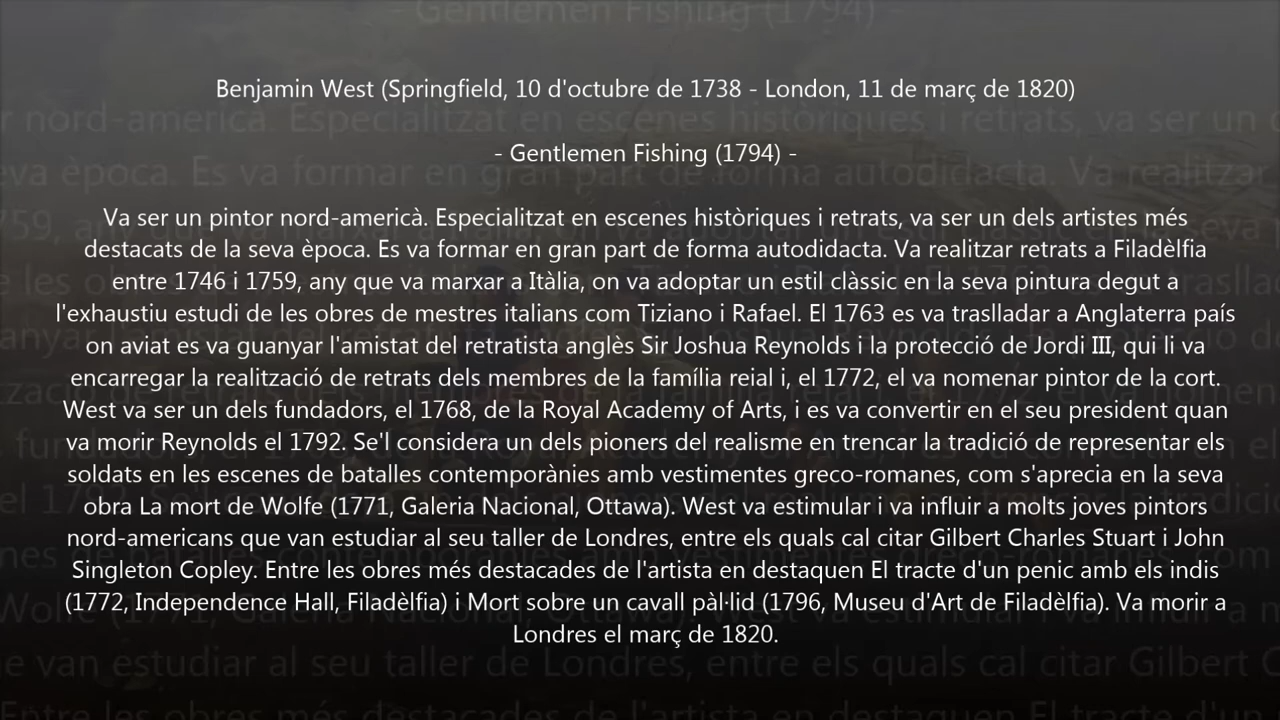 - Gentlemen Fishing (1794) -
Benjamin West (Springfield, 10 d'octubre de 1738 - London, 11 de març de 1820)
- Gentlemen Fishing (1794) -
Va ser un pintor nord-americà. Especialitzat en escenes històriques i retrats, va ser un dels artistes més
destacats de la seva època. Es va formar en gran part de forma autodidacta. Va realitzar retrats a Filadèlfia
entre 1746 i 1759, any que va marxar a Itàlia, on va adoptar un estil clàssic en la seva pintura degut a
l'exhaustiu estudi de les obres de mestres italians com Tiziano i Rafael. El 1763 es va traslladar a Anglaterra país
on aviat es va guanyar l'amistat del retratista anglès Sir Joshua Reynolds i la protecció de Jordi III, qui li va
encarregar la realització de retrats dels membres de la família reial i, el 1772, el va nomenar pintor de la cort.
West va ser un dels fundadors, el 1768, de la Royal Academy of Arts, i es va convertir en el seu president quan
va morir Reynolds el 1792. Se'l considera un dels pioners del realisme en trencar la tradició de representar els
soldats en les escenes de batalles contemporànies amb vestimentes greco-romanes, com s'aprecia en la seva
obra La mort de Wolfe (1771, Galeria Nacional, Ottawa). West va estimular i va influir a molts joves pintors
nord-americans que van estudiar al seu taller de Londres, entre els quals cal citar Gilbert Charles Stuart i John
Singleton Copley. Entre les obres més destacades de l'artista en destaquen El tracte d'un penic amb els indis
(1772, Independence Hall, Filadèlfia) i Mort sobre un cavall pàl·lid (1796, Museu d'Art de Filadèlfia). Va morir a
Londres el març de 1820.